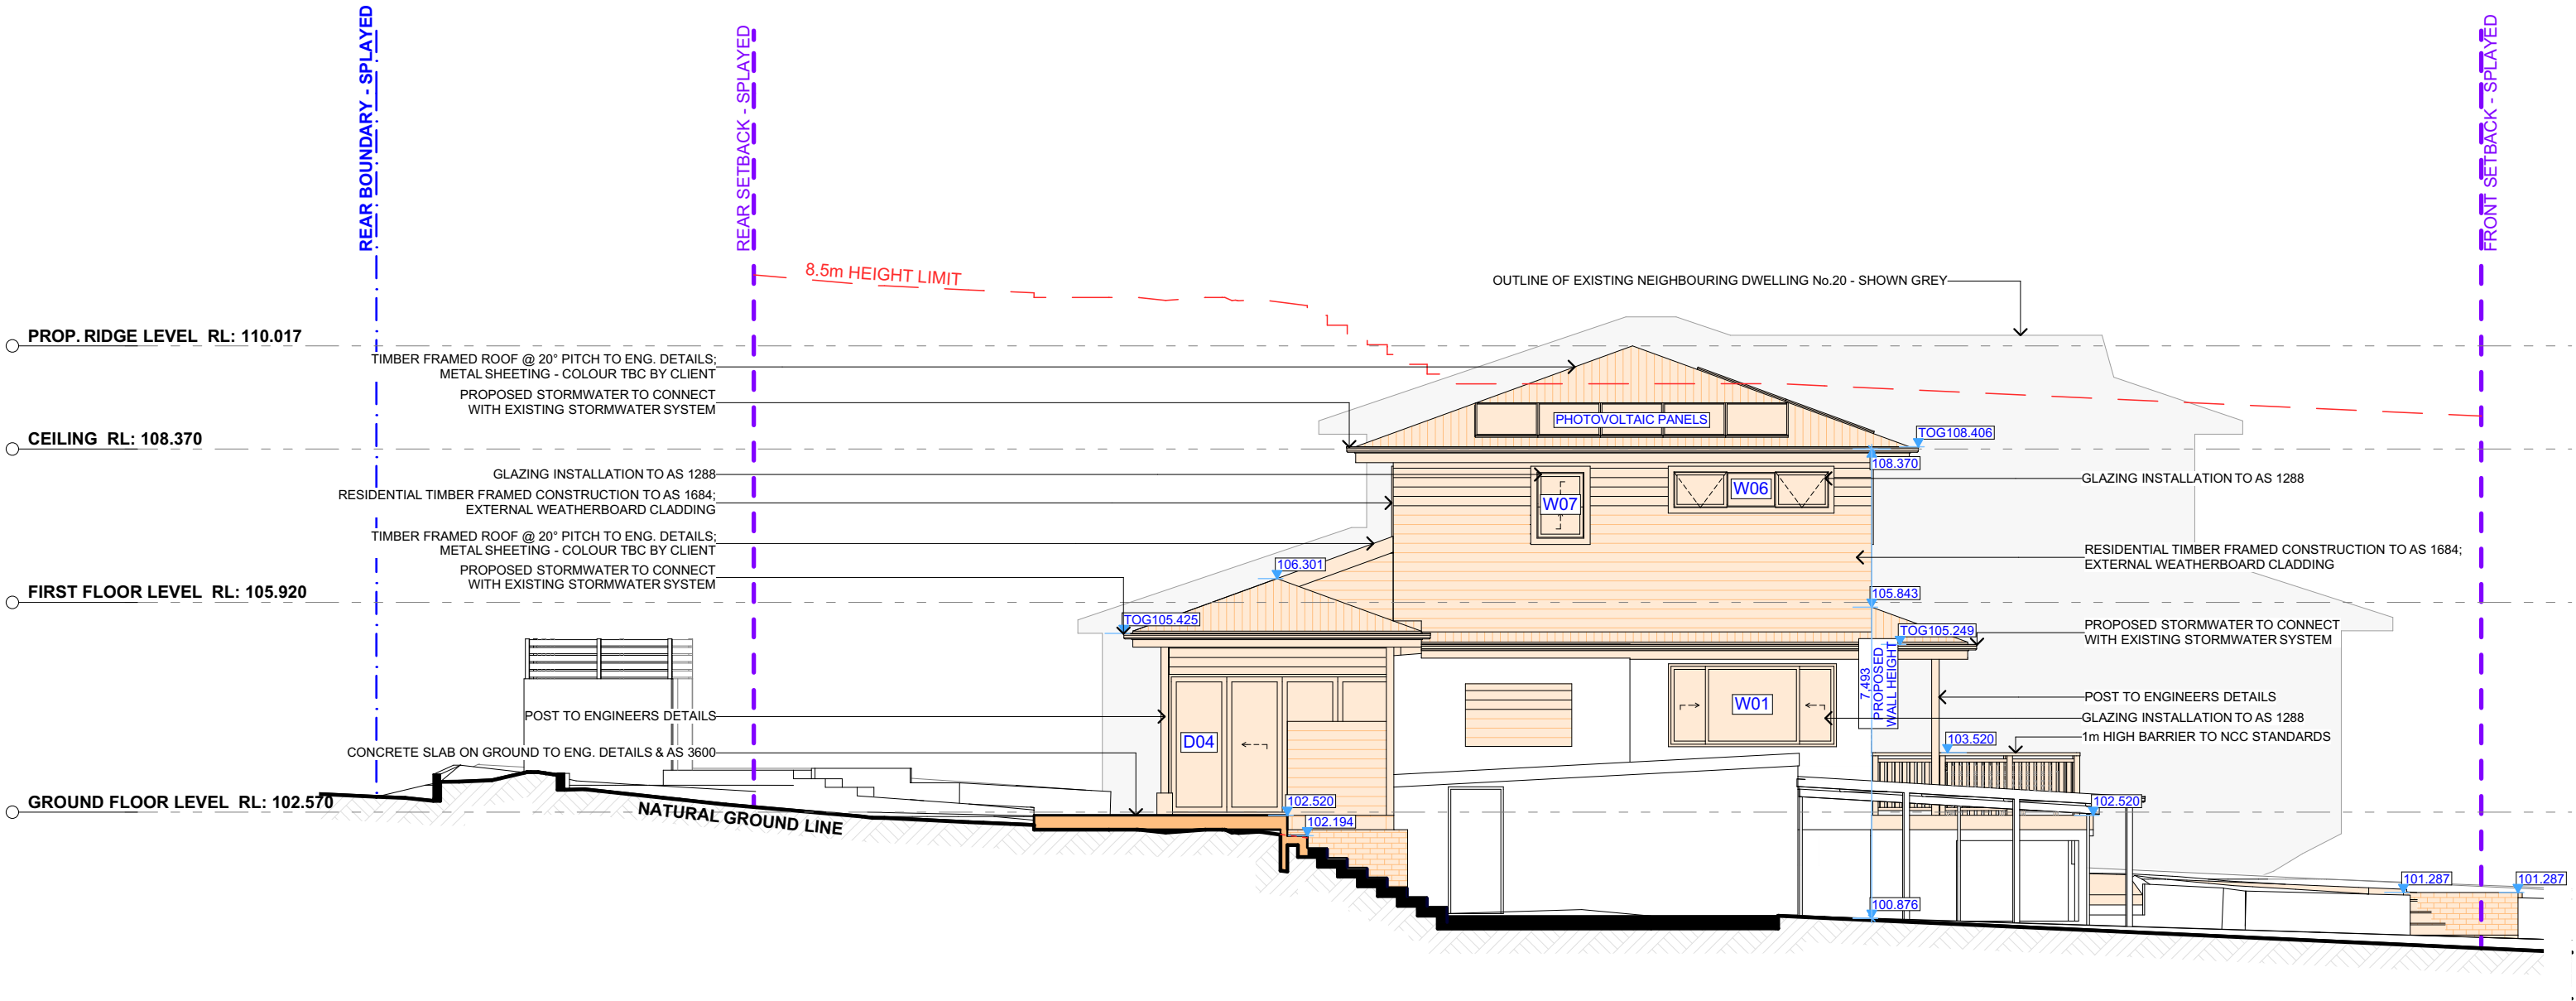 REAR BOUNDARY - SPLAYED
REAR SETBACK - SPLAYED
FRONT SETBACK - SPLAYED
8.5m HEIGHT LIMIT
OUTLINE OF EXISTING NEIGHBOURING DWELLING No.20 - SHOWN GREY
PROP. RIDGE LEVEL RL: 110.017
TIMBER FRAMED ROOF @ 20° PITCH TO ENG. DETAILS;
METAL SHEETING - COLOUR TBC BY CLIENT
PROPOSED STORMWATER TO CONNECT
WITH EXISTING STORMWATER SYSTEM
PHOTOVOLTAIC PANELS
CEILING RL: 108.370
TOG108.406
108.370
GLAZING INSTALLATION TO AS 1288
RESIDENTIAL TIMBER FRAMED CONSTRUCTION TO AS 1684;
EXTERNAL WEATHERBOARD CLADDING
W07
W06
GLAZING INSTALLATION TO AS 1288
TIMBER FRAMED ROOF @ 20° PITCH TO ENG. DETAILS;
METAL SHEETING - COLOUR TBC BY CLIENT
PROPOSED STORMWATER TO CONNECT
WITH EXISTING STORMWATER SYSTEM
106.301
RESIDENTIAL TIMBER FRAMED CONSTRUCTION TO AS 1684;
EXTERNAL WEATHERBOARD CLADDING
FIRST FLOOR LEVEL RL: 105.920
105.843
TOG105.425
TOG105.249
PROPOSED STORMWATER TO CONNECT
WITH EXISTING STORMWATER SYSTEM
7.493
PROPOSED
WALL HEIGHT
POST TO ENGINEERS DETAILS
POST TO ENGINEERS DETAILS
W01
GLAZING INSTALLATION TO AS 1288
D04
103.520
1m HIGH BARRIER TO NCC STANDARDS
CONCRETE SLAB ON GROUND TO ENG. DETAILS & AS 3600
GROUND FLOOR LEVEL RL: 102.570
NATURAL GROUND LINE
102.520
102.194
102.520
101.287
101.287
100.876